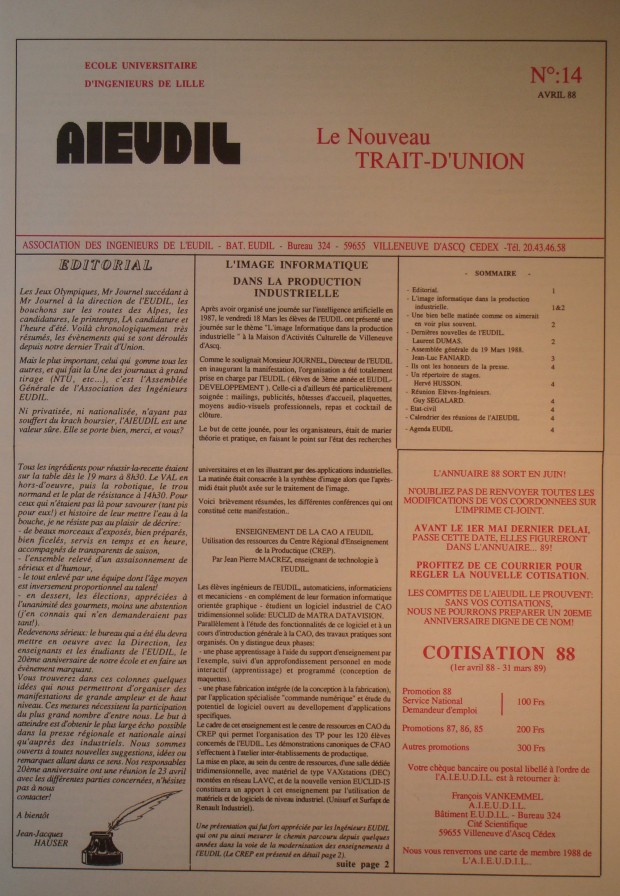 ECOLE UNIVERSITAIRE
D'INGENIEURS DE LILLE
N°:14
AVRIL 88
AIEUDIL
Le Nouveau
TRAIT-D'UNION
ASSOCIATION DES INGENIEURS DE L'EUDIL - BAT. EUDIL - Bureau 324 - 59655 VILLENEUVE D'ASCQ CEDEX -Tél. 20.43.46.58
EDITORIAL
Les Jeux Olympiques, Mr Journel succédant à
Mr Journel à la direction de l'EUDIL, les
bouchons sur les routes des Alpes, les
candidatures, le printemps, LA candidature et
l'heure d'été. Voilà chronologiquement très
résumés, les évènements qui se sont déroulés
depuis notre dernier Trait d'Union.
Mais le plus important, celui qui gomme tous les
autres, et qui fait la Une des journaux à grand
tirage (NTU, etc...), c'est l'Assemblée
Générale de l'Association des Ingénieurs
EUDIL.
Ni privatisée, ni nationalisée, n'ayant pas
souffert du krach boursier, l'AIEUDIL est une
valeur sûre. Elle se porte bien, merci, et vous?
Tous les ingrédients pour réussir la recette étaient
sur la table dès le 19 mars à 8h30. Le VAL en
hors-d'oeuvre, puis la robotique, le trou
normand et le plat de résistance à 14h30. Pour
ceux qui n'étaient pas là pour savourer (tant pis
pour eux!) et histoire de leur mettre l'eau à la
bouche, je ne résiste pas au plaisir de décrire:
- de beaux morceaux d'exposés, bien préparés,
bien ficelés, servis en temps et en heure,
accompagnés de transparents de saison,
- l'ensemble relevé d'un assaisonnement de
sérieux et d'humour,
- le tout enlevé par une équipe dont l'âge moyen
est inversement proportionnel au talent!
- en dessert, les élections, appréciées à
l'unanimité des gourmets, moins une abstention
(j'en connais qui n'en demanderaient pas
tant!).
Redevenons sérieux: le bureau qui a été élu devra
mettre en oeuvre avec la Direction, les
enseignants et les étudiants de l'EUDIL, le
20ème anniversaire de notre école et en faire un
évènement marquant.
Vous trouverez dans ces colonnes quelques
idées qui nous permettront d'organiser des
manifestations de grande ampleur et de haut
niveau. Ces mesures nécessitent la participation
du plus grand nombre d'entre nous. Le but à
atteindre est d'obtenir le plus large écho possible
dans la presse régionale et nationale ainsi
qu'auprès des industriels. Nous sommes
ouverts à toutes nouvelles suggestions, idées ou
remarques allant dans ce sens. Nos responsables
20ème anniversaire ont une réunion le 23 avril
avec les différentes parties concernées, n'hésitez
pas à nous
contacter!
A bientôt
Jean-Jacques
HAUSER
L'IMAGE INFORMATIQUE
DANS LA PRODUCTION
INDUSTRIELLE
Après avoir organisé une journée sur l'intelligence artificielle en
1987, le vendredi 18 Mars les élèves de l'EUDIL ont présenté une
journée sur le thème "L'image Informatique dans la production
industrielle " à la Maison d'Activités Culturelle de Villeneuve
d'Ascq.
Comme le soulignait Monsieur JOURNEL, Directeur de l'EUDIL
en inaugurant la manifestation, l'organisation a été totalement
prise en charge par l'EUDIL ( élèves de 3ème année et EUDIL-
DEVELOPPEMENT ). Celle-ci a d'ailleurs été particulièrement
soignée : mailings, publicités, hôtesses d'accueil, plaquettes,
moyens audio-visuels professionnels, repas et cocktail de
clôture.
Le but de cette journée, pour les organisateurs, était de marier
théorie et pratique, en faisant le point sur l'état des recherches
universitaires et en les illustrant par des applications industrielles.
La matinée était consacrée à la synthèse d'image alors que l'après-
midi était plutôt axée sur le traitement de l'image.
Voici brièvement résumées, les différentes conférences qui ont
constitué cette manifestation..
ENSEIGNEMENT DE LA CAO A l'EUDIL
Utilisation des ressources du Centre Régional d'Enseignement
de la Productique (CREP).
Par Jean Pierre MACREZ, enseignant de technologie à
l'EUDIL.
Les élèves ingénieurs de l'EUDIL, automaticiens, informaticiens
et mecaniciens - en complément de leur formation informatique
orientée graphique - étudient un logiciel industriel de CAO
tridimensionnel solide: EUCLID de MATRA DATAVISION.
Parallèlement à l'étude des fonctionalités de ce logiciel et à un
cours d'introduction générale à la CAO, des travaux pratiques sont
organisés. On y distingue deux phases:
- une phase apprentissage à l'aide du support d'enseignement par
l'exemple, suivi d'un approfondisement personnel en mode
interactif (apprentissage) et programmé (conception de
maquettes).
- une phase fabrication intégrée (de la conception à la fabrication),
par l'application spécialisée "commande numérique" et étude du
potentiel de logiciel ouvert au devellopement d'applications
specifiques.
Le cadre de cet enseignement est le centre de ressources en CAO du
CREP qui permet l'organisation des TP pour les 120 élèves
concernés de l'EUDIL. Les démonstrations canoniques de CFAO
s'effectuent à l'atelier inter-établissements de productique.
La mise en place, au sein du centre de ressources, d'une salle dédiée
tridimensionnelle, avec matériel de type VAXstations (DEC)
montées en réseau LAVC, et de la nouvelle version EUCLID-IS
constituera un apport à cet enseignement par l'utilisation de
matériels et de logiciels de niveau industriel. (Unisurf et Surfapt de
Renault Industriel).
Une présentation qui fut fort appréciée par les Ingénieurs EUDIL
qui ont pu ainsi mesurer le chemin parcouru depuis quelques
années dans la voie de la modernisation des enseignements à
l'EUDIL (Le CREP est présenté en détail page 2).
suite page 2
- SOMMAIRE -
- Editorial. 1
- L'image informatique dans la production
industrielle. 1&2
- Une bien belle matinée comme on aimerait
en voir plus souvent. 2
- Dernières nouvelles de l'EUDIL.
Laurent DUMAS. 2
- Assemblée générale du 19 Mars 1988.
Jean-Luc FANIARD. 3
- Ils ont les honneurs de la presse. 4
- Un répertoire de stages.
Hervé HUSSON. 4
- Réunion Elèves-Ingénieurs.
Guy SEGALARD. 4
- Etat-civil 4
- Calendrier des réunions de l'AIEUDIL 4
- Agenda EUDIL 4
L'ANNUAIRE 88 SORT EN JUIN!
N'OUBLIEZ PAS DE RENVOYER TOUTES LES
MODIFICATIONS DE VOS COORDONNEES SUR
L'IMPRIME CI-JOINT.
AVANT LE 1ER MAI DERNIER DELAI,
PASSE CETTE DATE, ELLES FIGURERONT
DANS L'ANNUAIRE... 89!
PROFITEZ DE CE COURRIER POUR
REGLER LA NOUVELLE COTISATION.
LES COMPTES DE L'AIEUDIL LE PROUVENT:
SANS VOS COTISATIONS,
NOUS NE POURRONS PREPARER UN 20EME
ANNIVERSAIRE DIGNE DE CE NOM!
COTISATION 88
(1er avril 88 - 31 mars 89)
Promotion 88
Service National 100 Frs
Demandeur d'emploi
Promotions 87, 86, 85 200 Frs
Autres promotions 300 Frs
Votre chèque bancaire ou postal libellé à l'ordre de
l'A.I.E.U.D.I.L. est à retourner à:
François VANKEMMEL
A.I.E.U.D.I.L.
Bâtiment E.U.D.I.L. - Bureau 324
Cité Scientifique
59655 Villeneuve d'Ascq Cédex
Nous vous renverrons une carte de membre 1988 de
L'A.I.E.U.D.I.L..